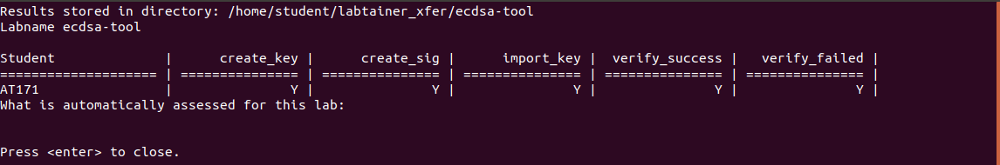 Results stored in directory: /home/student/labtainer_xfer/ecdsa-tool
Labname ecdsa-tool
Student | create_key | create_sig | import_key | verify_success | verify_failed |
==================== | =============== | =============== | =============== | =============== | =============== |
AT171 | Y | Y | Y | Y | Y |
What is automatically assessed for this lab:
Press <enter> to close.